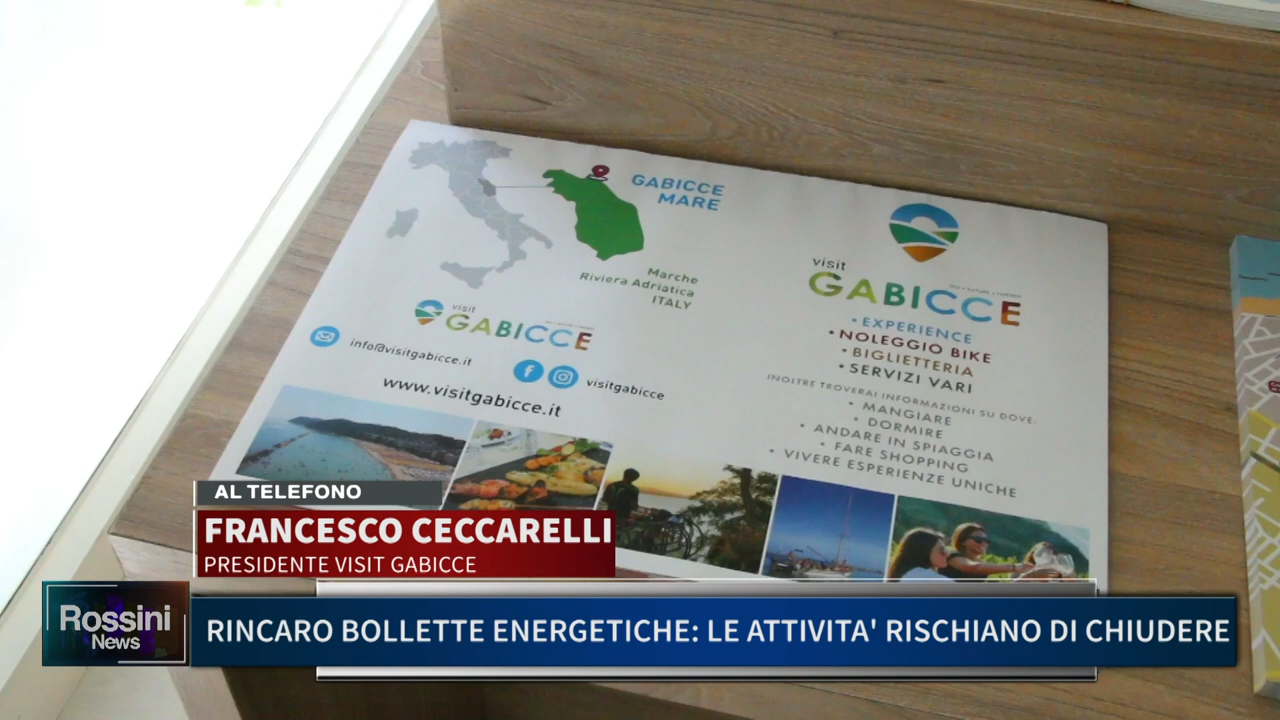 GABICCE
MARE
Marche
Riviera Adriatica
ITALY
visit
GABICCE
info@visitgabicce.it
visitgabicce
www.visitgabicce.it
visit
GABICCE
• EXPERIENCE
• NOLEGGIO BIKE
• BIGLIETTERIA
• SERVIZI VARI
INOLTRE TROVERAI INFORMAZIONI SU DOVE:
• MANGIARE
• DORMIRE
• ANDARE IN SPIAGGIA
• FARE SHOPPING
• VIVERE ESPERIENZE UNICHE
AL TELEFONO
FRANCESCO CECCARELLI
PRESIDENTE VISIT GABICCE
Rossini
News
RINCARO BOLLETTE ENERGETICHE: LE ATTIVITA' RISCHIANO DI CHIUDERE